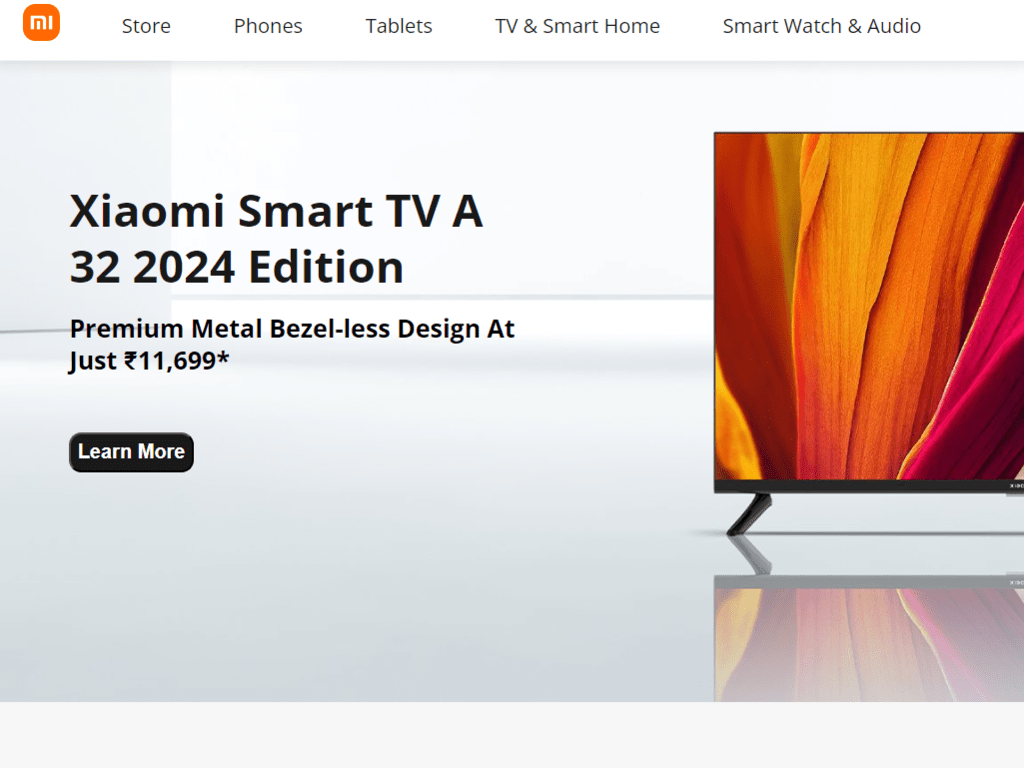 mi
Store
Phones
Tablets
TV & Smart Home
Smart Watch & Audio
Xiaomi Smart TV A
32 2024 Edition
Premium Metal Bezel-less Design At
Just ₹11,699*
Learn More